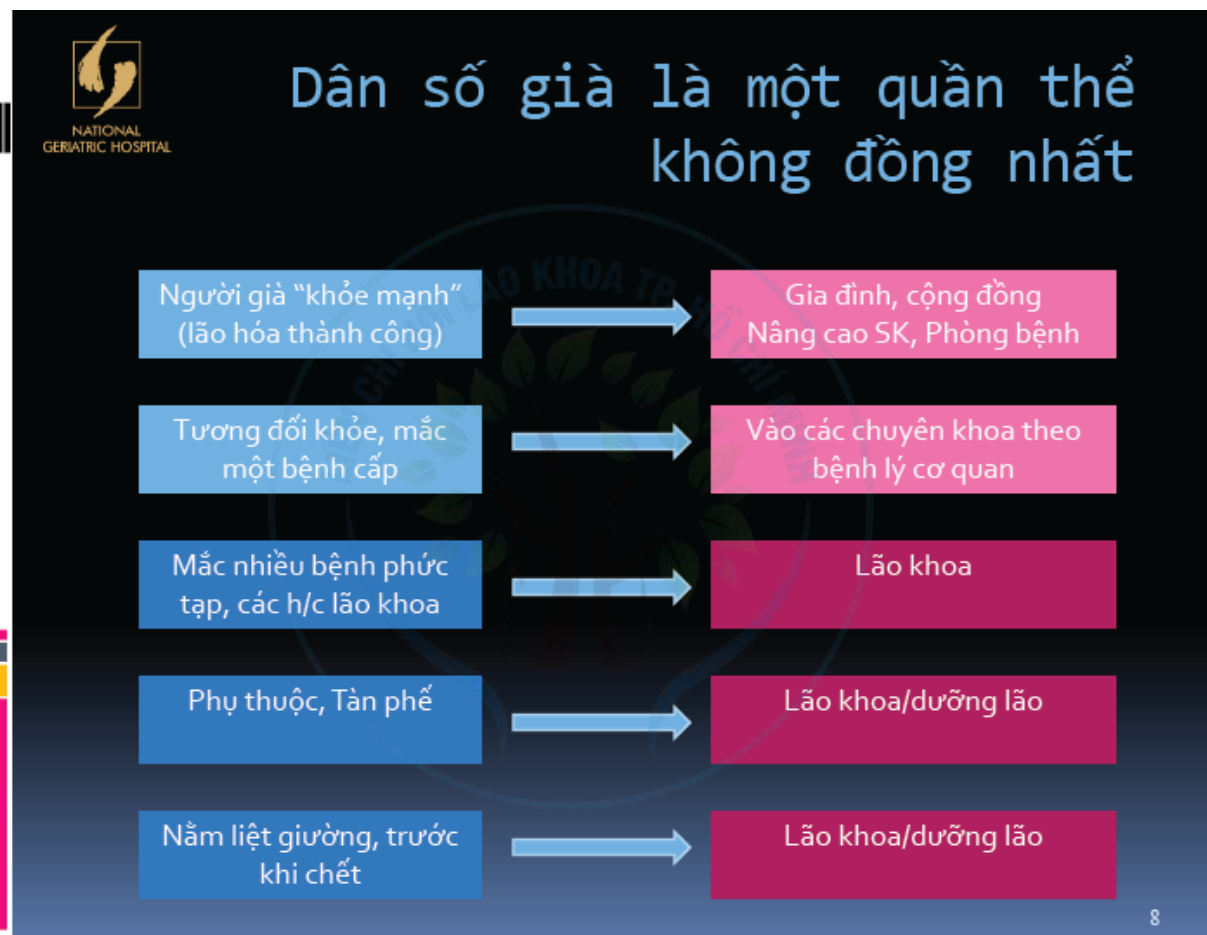 NATIONAL
GERIATRIC HOSPITAL
Dân số già là một quần thể
không đồng nhất
Người già “khỏe mạnh”
(lão hóa thành công)
Gia đình, cộng đồng
Nâng cao SK, Phòng bệnh
Tương đối khỏe, mắc
một bệnh cấp
Vào các chuyên khoa theo
bệnh lý cơ quan
Mắc nhiều bệnh phức
tạp, các h/c lão khoa
Lão khoa
Phụ thuộc, Tàn phế
Lão khoa/dưỡng lão
Nằm liệt giường, trước
khi chết
Lão khoa/dưỡng lão
8